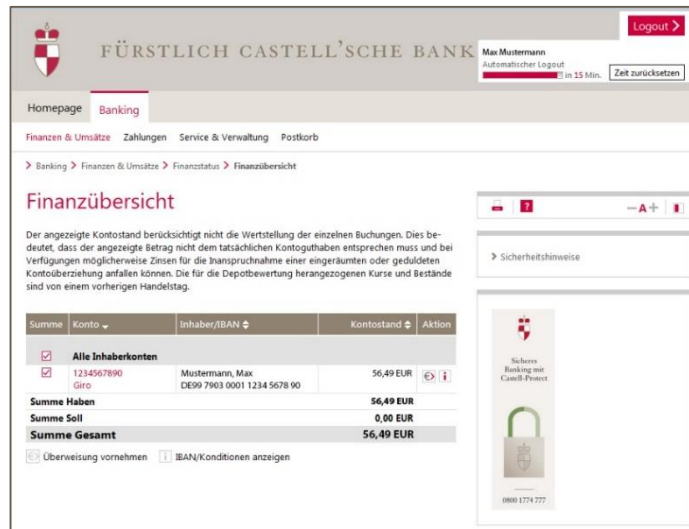 Logout
FÜRSTLICH CASTELL'SCHE BANK
Max Mustermann
Automatischer Logout
in 15 Min.
Zeit zurücksetzen
Homepage Banking
Finanzen & Umsätze Zahlungen Service & Verwaltung Postkorb
Banking Finanzen & Umsätze Finanzstatus Finanzübersicht
Finanzübersicht
? − A +
Der angezeigte Kontostand berücksichtigt nicht die Wertstellung der einzelnen Buchungen. Dies be-
deutet, dass der angezeigte Betrag nicht dem tatsächlichen Kontoguthaben entsprechen muss und bei
Verfügungen möglicherweise Zinsen für die Inanspruchnahme einer eingeräumten oder geduldeten
Kontoüberziehung anfallen können. Die für die Depotbewertung herangezogenen Kurse und Bestände
sind von einem vorherigen Handelstag.
Sicherheitshinweise
Summe Konto Inhaber/IBAN Kontostand Aktion
Alle Inhaberkonten
1234567890 Mustermann, Max 56,49 EUR i
Giro DE99 7903 0001 1234 5678 90
Summe Haben 56,49 EUR
Summe Soll 0,00 EUR
Summe Gesamt 56,49 EUR
Überweisung vornehmen i IBAN/Konditionen anzeigen
Sicheres
Banking mit
Castell-Protect
0800 1774 777